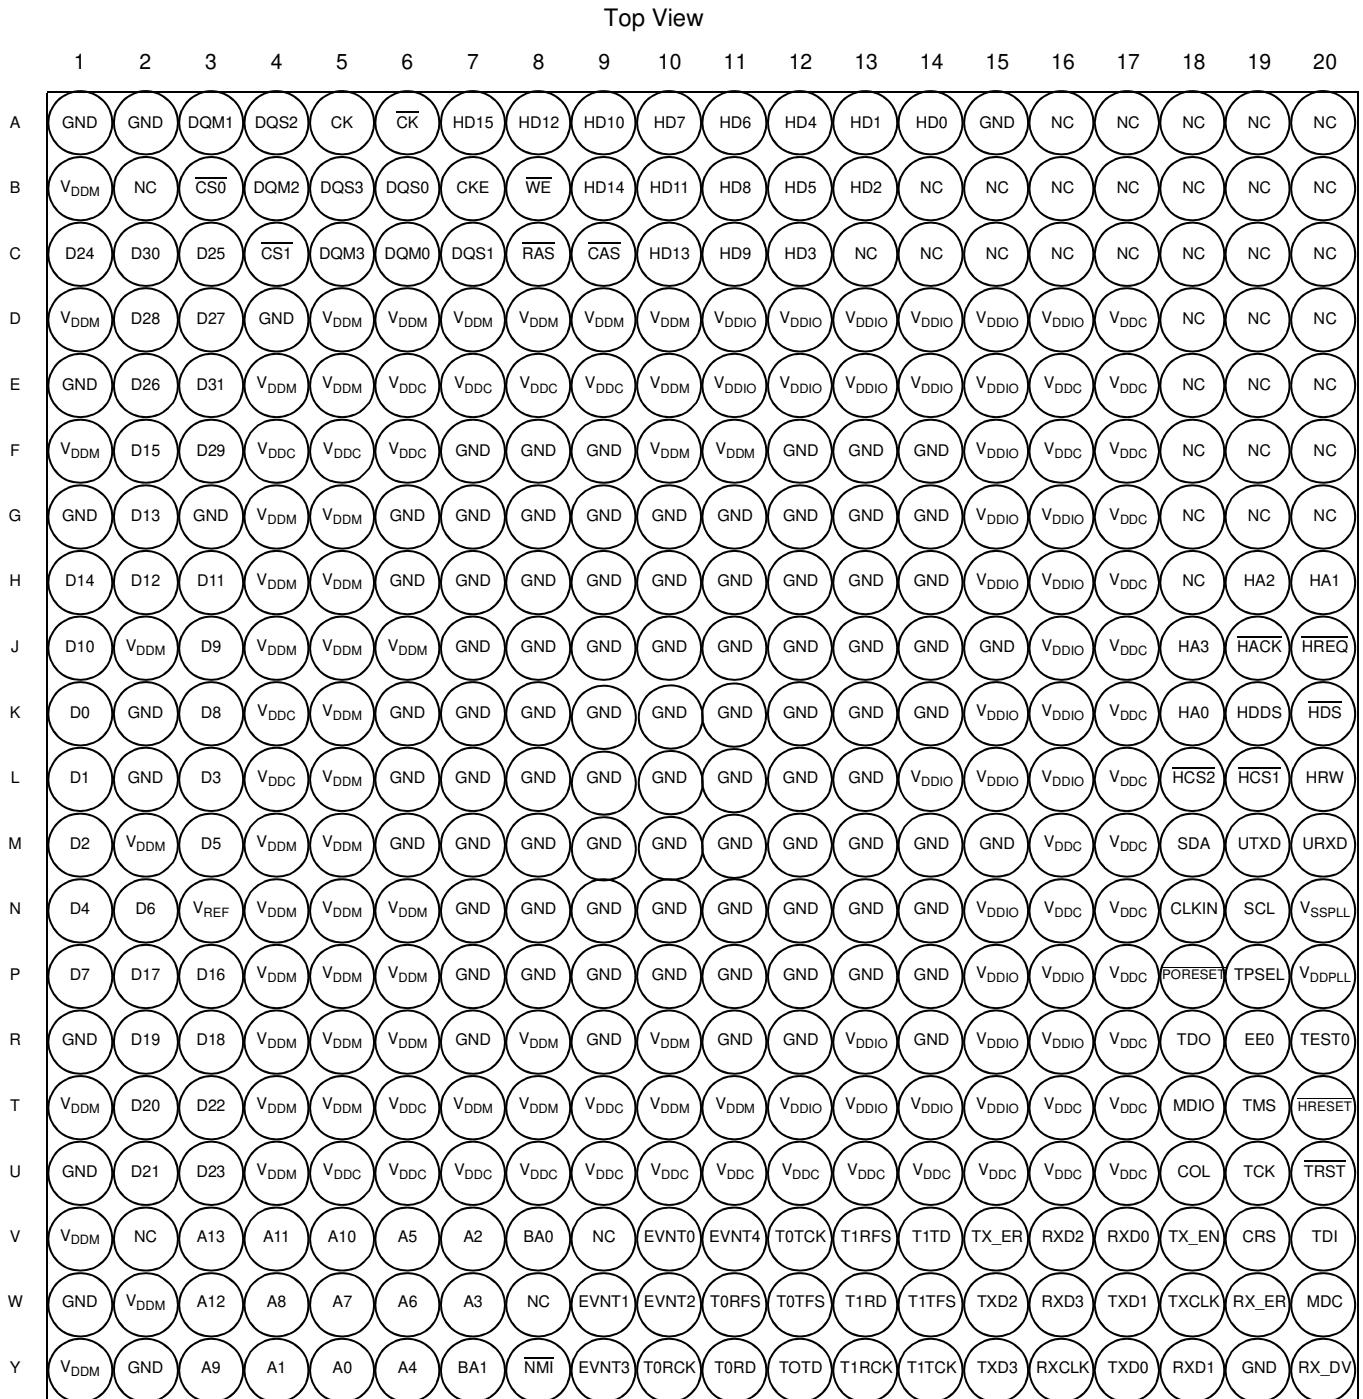 Top View
1 2 3 4 5 6 7 8 9 10 11 12 13 14 15 16 17 18 19 20
A GND GND DQM1 DQS2 CK CK HD15 HD12 HD10 HD7 HD6 HD4 HD1 HD0 GND NC NC NC NC NC
B VDDM NC CS0 DQM2 DQS3 DQS0 CKE WE HD14 HD11 HD8 HD5 HD2 NC NC NC NC NC NC NC
C D24 D30 D25 CS1 DQM3 DQM0 DQS1 RAS CAS HD13 HD9 HD3 NC NC NC NC NC NC NC NC
D VDDM D28 D27 GND VDDM VDDM VDDM VDDM VDDM VDDM VDDIO VDDIO VDDIO VDDIO VDDIO VDDIO VDDC NC NC NC
E GND D26 D31 VDDM VDDM VDDC VDDC VDDC VDDC VDDM VDDIO VDDIO VDDIO VDDIO VDDIO VDDC VDDC NC NC NC
F VDDM D15 D29 VDDC VDDC VDDC GND GND GND VDDM VDDM GND GND GND VDDIO VDDC VDDC NC NC NC
G GND D13 GND VDDM VDDM GND GND GND GND GND GND GND GND GND VDDIO VDDIO VDDC NC NC NC
H D14 D12 D11 VDDM VDDM GND GND GND GND GND GND GND GND GND VDDIO VDDIO VDDC NC HA2 HA1
J D10 VDDM D9 VDDM VDDM VDDM GND GND GND GND GND GND GND GND GND VDDIO VDDC HA3 HACK HREQ
K D0 GND D8 VDDC VDDM GND GND GND GND GND GND GND GND GND VDDIO VDDIO VDDC HA0 HDDS HDS
L D1 GND D3 VDDC VDDM GND GND GND GND GND GND GND GND VDDIO VDDIO VDDIO VDDC HCS2 HCS1 HRW
M D2 VDDM D5 VDDM VDDM GND GND GND GND GND GND GND GND GND GND VDDC VDDC SDA UTXD URXD
N D4 D6 VREF VDDM VDDM VDDM GND GND GND GND GND GND GND GND VDDIO VDDC VDDC CLKIN SCL VSSPLL
P D7 D17 D16 VDDM VDDM VDDM GND GND GND GND GND GND GND GND VDDIO VDDIO VDDC PORESET TPSEL VDDPLL
R GND D19 D18 VDDM VDDM VDDM GND VDDM GND VDDM GND GND VDDIO GND VDDIO VDDIO VDDC TDO EE0 TEST0
T VDDM D20 D22 VDDM VDDM VDDC VDDM VDDM VDDC VDDM VDDM VDDIO VDDIO VDDIO VDDIO VDDC VDDC MDIO TMS HRESET
U GND D21 D23 VDDM VDDC VDDC VDDC VDDC VDDC VDDC VDDC VDDC VDDC VDDC VDDC VDDC VDDC COL TCK TRST
V VDDM NC A13 A11 A10 A5 A2 BA0 NC EVNT0 EVNT4 T0TCK T1RFS T1TD TX_ER RXD2 RXD0 TX_EN CRS TDI
W GND VDDM A12 A8 A7 A6 A3 NC EVNT1 EVNT2 T0RFS T0TFS T1RD T1TFS TXD2 RXD3 TXD1 TXCLK RX_ER MDC
Y VDDM GND A9 A1 A0 A4 BA1 NMI EVNT3 T0RCK T0RD TOTD T1RCK T1TCK TXD3 RXCLK TXD0 RXD1 GND RX_DV